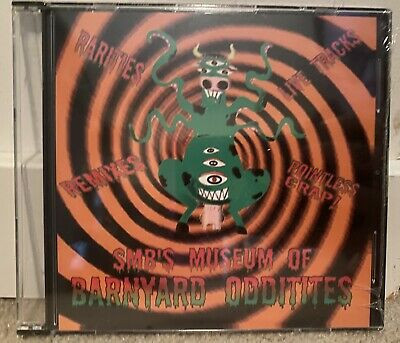 RARITIES
LIVE TRACKS
REMIXES
POINTLESS
CRAP!
SMB'S MUSEUM OF
BARNYARD ODDITITES